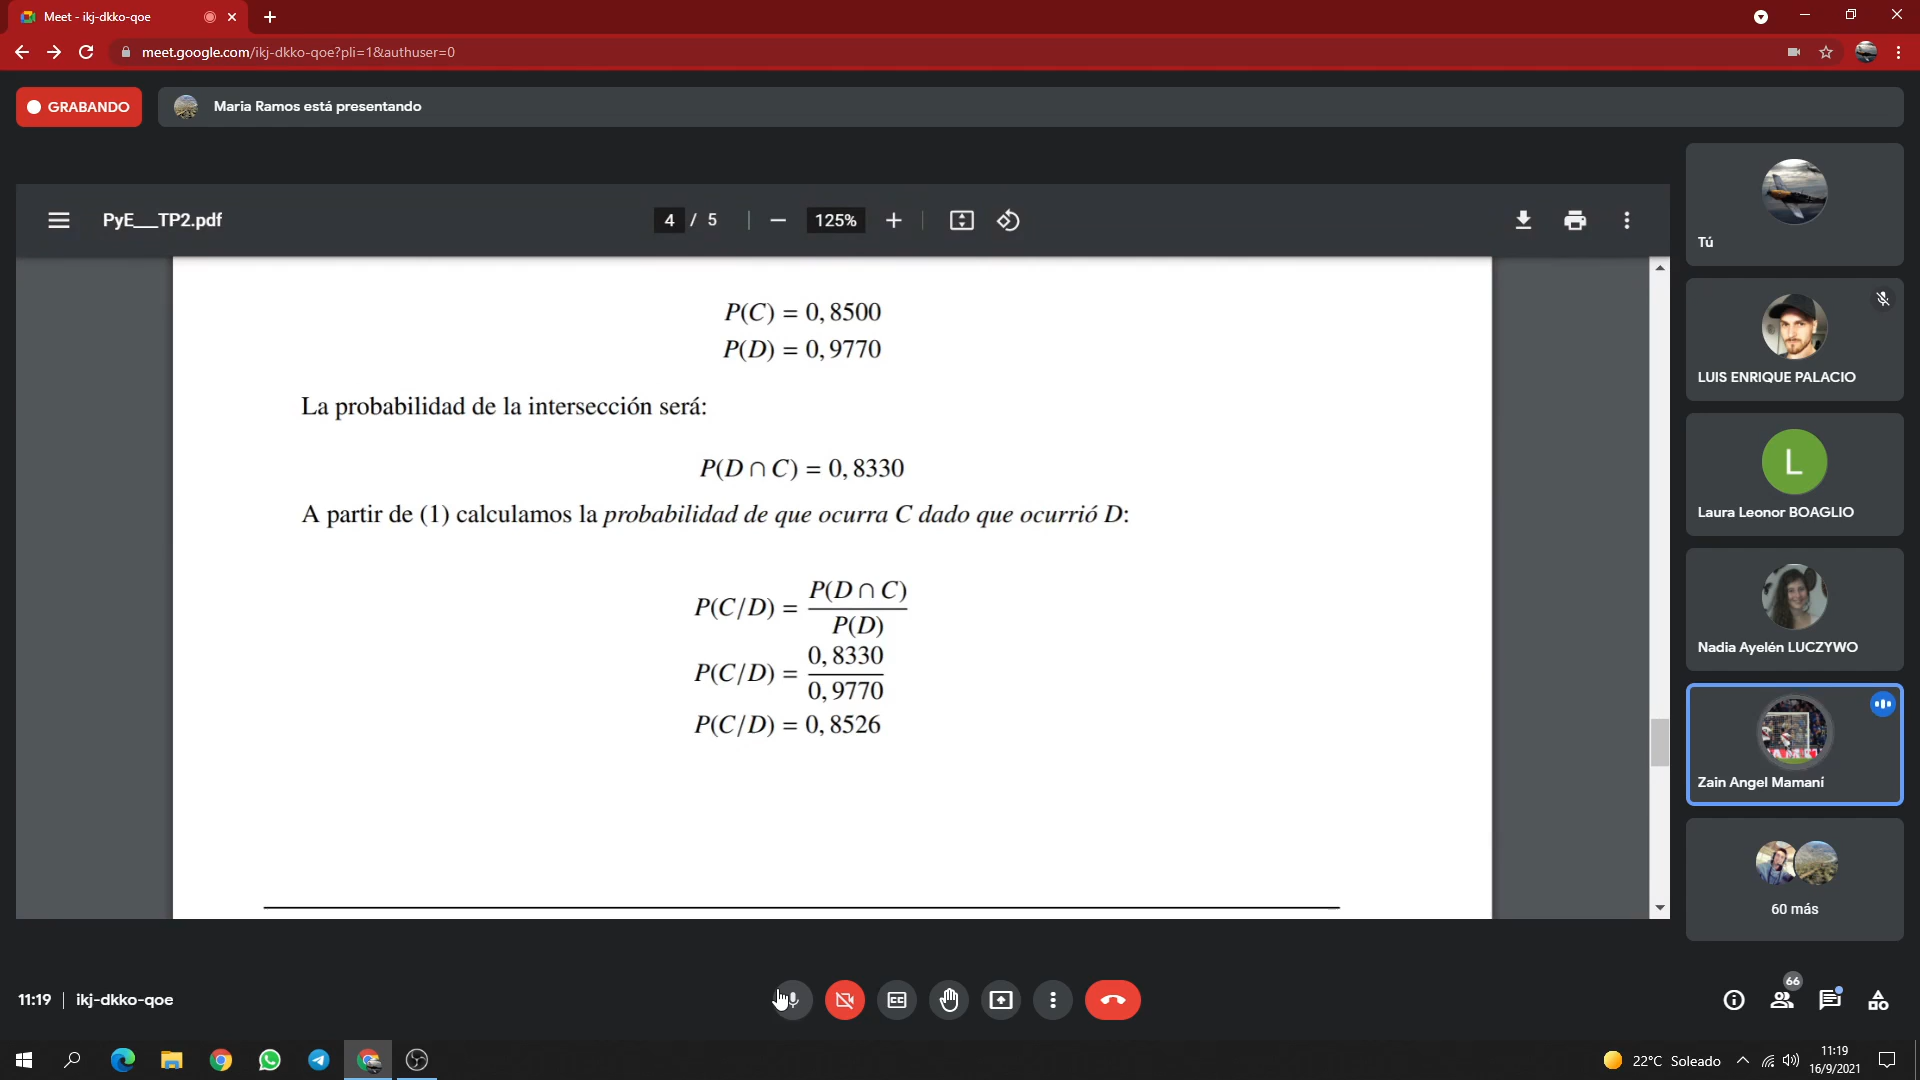 Meet - ikj-dkko-qoe
meet.google.com/ikj-dkko-qoe?pli=1&authuser=0
GRABANDO
Maria Ramos está presentando
PyE__TP2.pdf
4 / 5
125%
P(C) = 0, 8500
P(D) = 0, 9770
La probabilidad de la intersección será:
P(D ∩ C) = 0, 8330
A partir de (1) calculamos la probabilidad de que ocurra C dado que ocurrió D:
P(C/D) = P(D ∩ C) / P(D)
P(C/D) = 0, 8330 / 0, 9770
P(C/D) = 0, 8526
Tú
LUIS ENRIQUE PALACIO
L
Laura Leonor BOAGLIO
Nadia Ayelén LUCZYWO
Zain Angel Mamaní
60 más
11:19 | ikj-dkko-qoe
66
22°C Soleado
11:19
16/9/2021